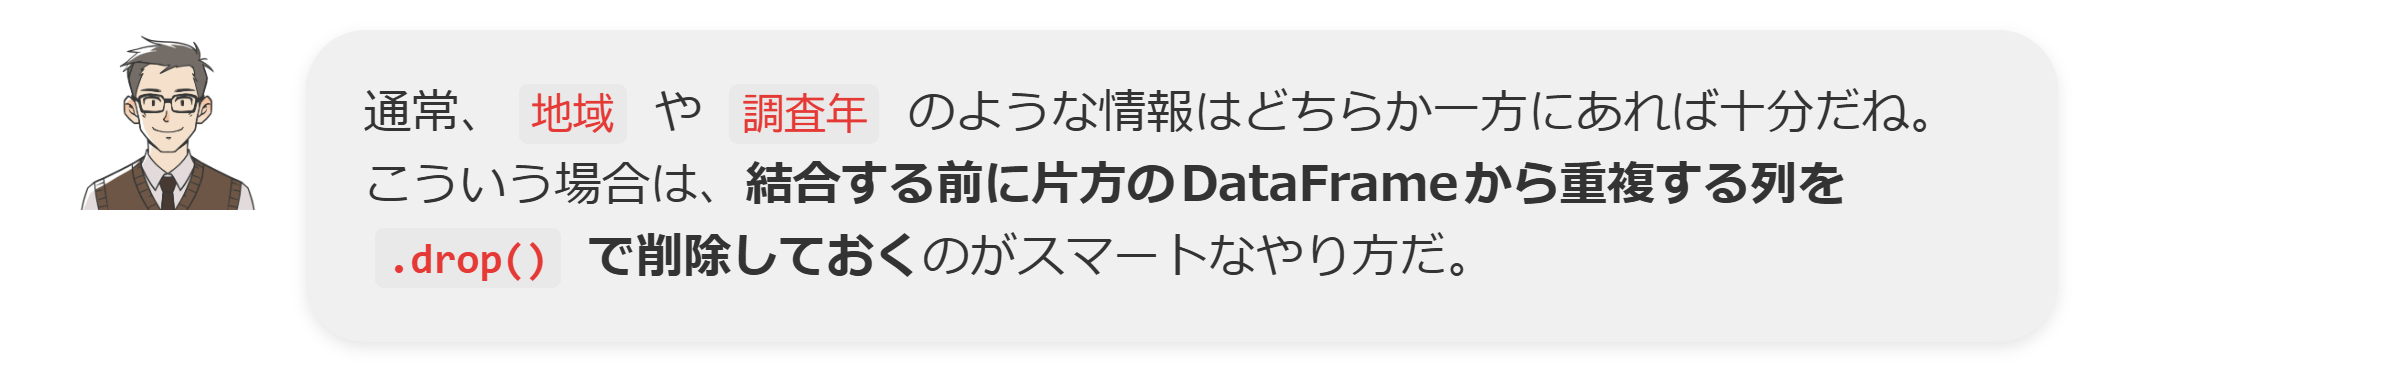 通常、 地域 や 調査年 のような情報はどちらか一方にあれば十分だね。
こういう場合は、結合する前に片方のDataFrameから重複する列を
.drop() で削除しておくのがスマートなやり方だ。